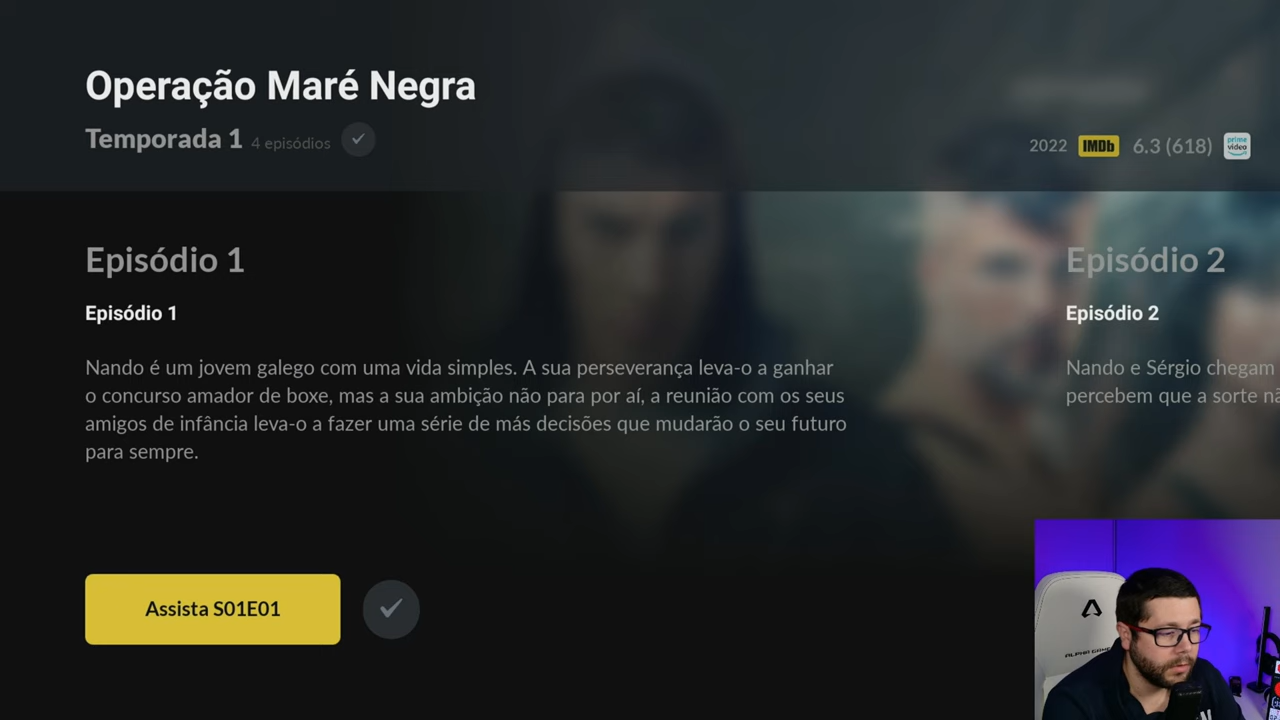 Operação Maré Negra
Temporada 1 4 episódios
2022 IMDb 6.3 (618) prime video
Episódio 1
Episódio 1
Nando é um jovem galego com uma vida simples. A sua perseverança leva-o a ganhar
o concurso amador de boxe, mas a sua ambição não para por aí, a reunião com os seus
amigos de infância leva-o a fazer uma série de más decisões que mudarão o seu futuro
para sempre.
Episódio 2
Episódio 2
Nando e Sérgio chegam
percebem que a sorte
Assista S01E01
ALPHA GAMER